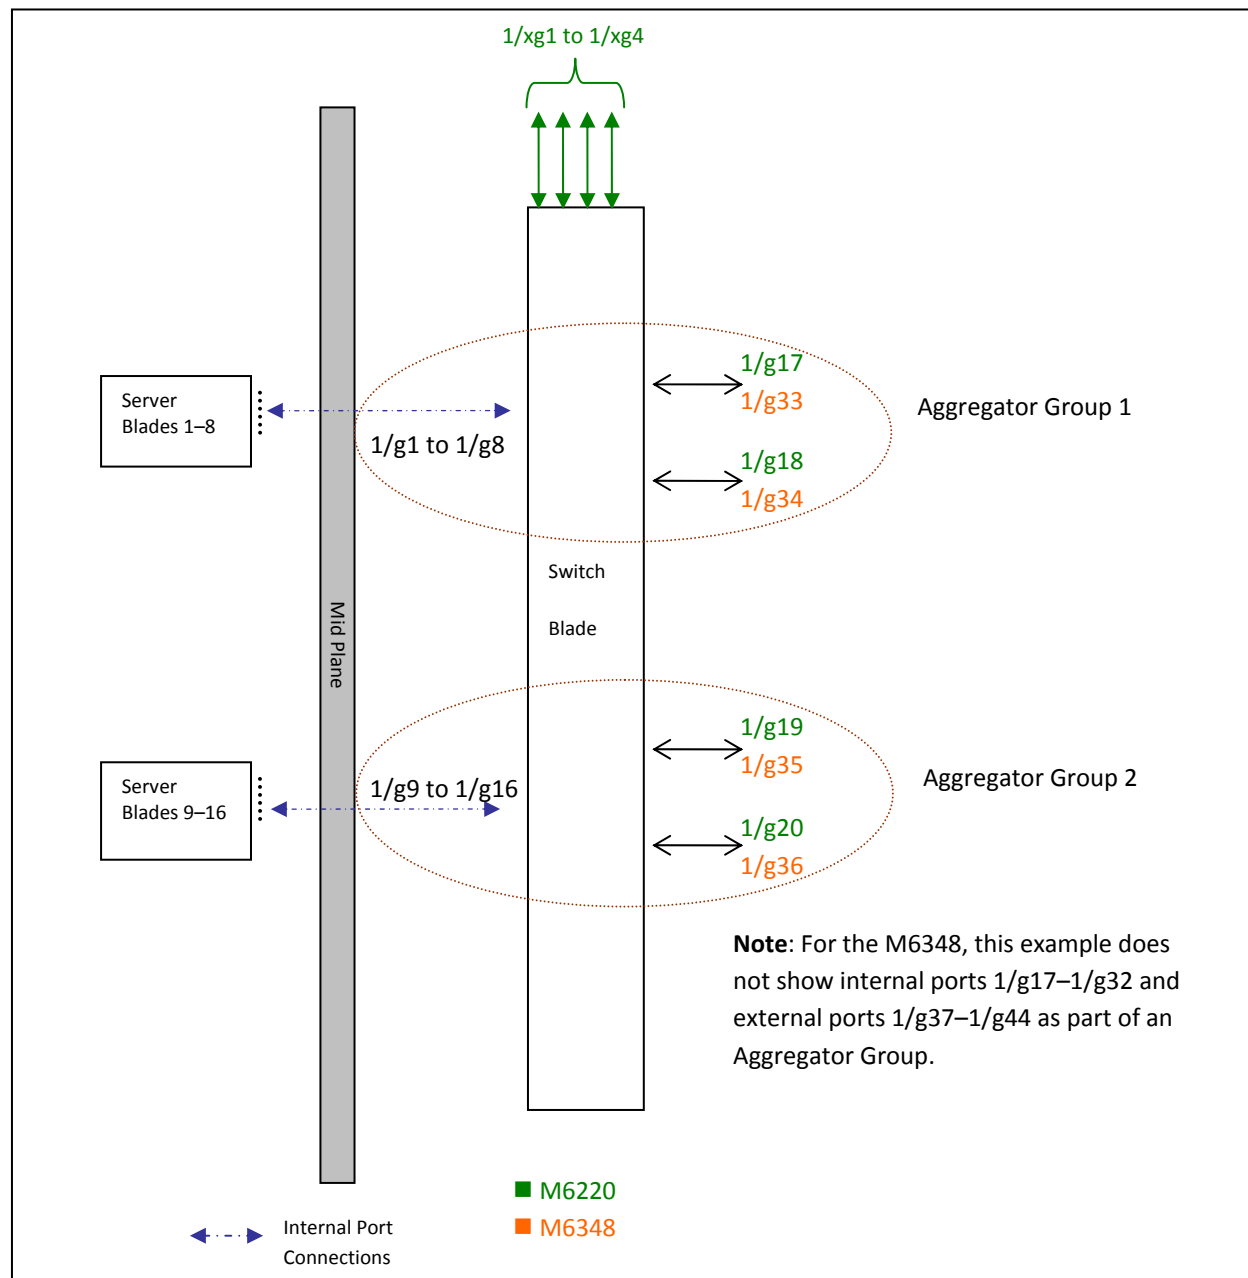 1/xg1 to 1/xg4
Server
Blades 1–8
1/g1 to 1/g8
1/g17
1/g33
1/g18
1/g34
Aggregator Group 1
Switch
Blade
Mid Plane
Server
Blades 9–16
1/g9 to 1/g16
1/g19
1/g35
1/g20
1/g36
Aggregator Group 2
Note: For the M6348, this example does
not show internal ports 1/g17–1/g32 and
external ports 1/g37–1/g44 as part of an
Aggregator Group.
M6220
M6348
Internal Port
Connections